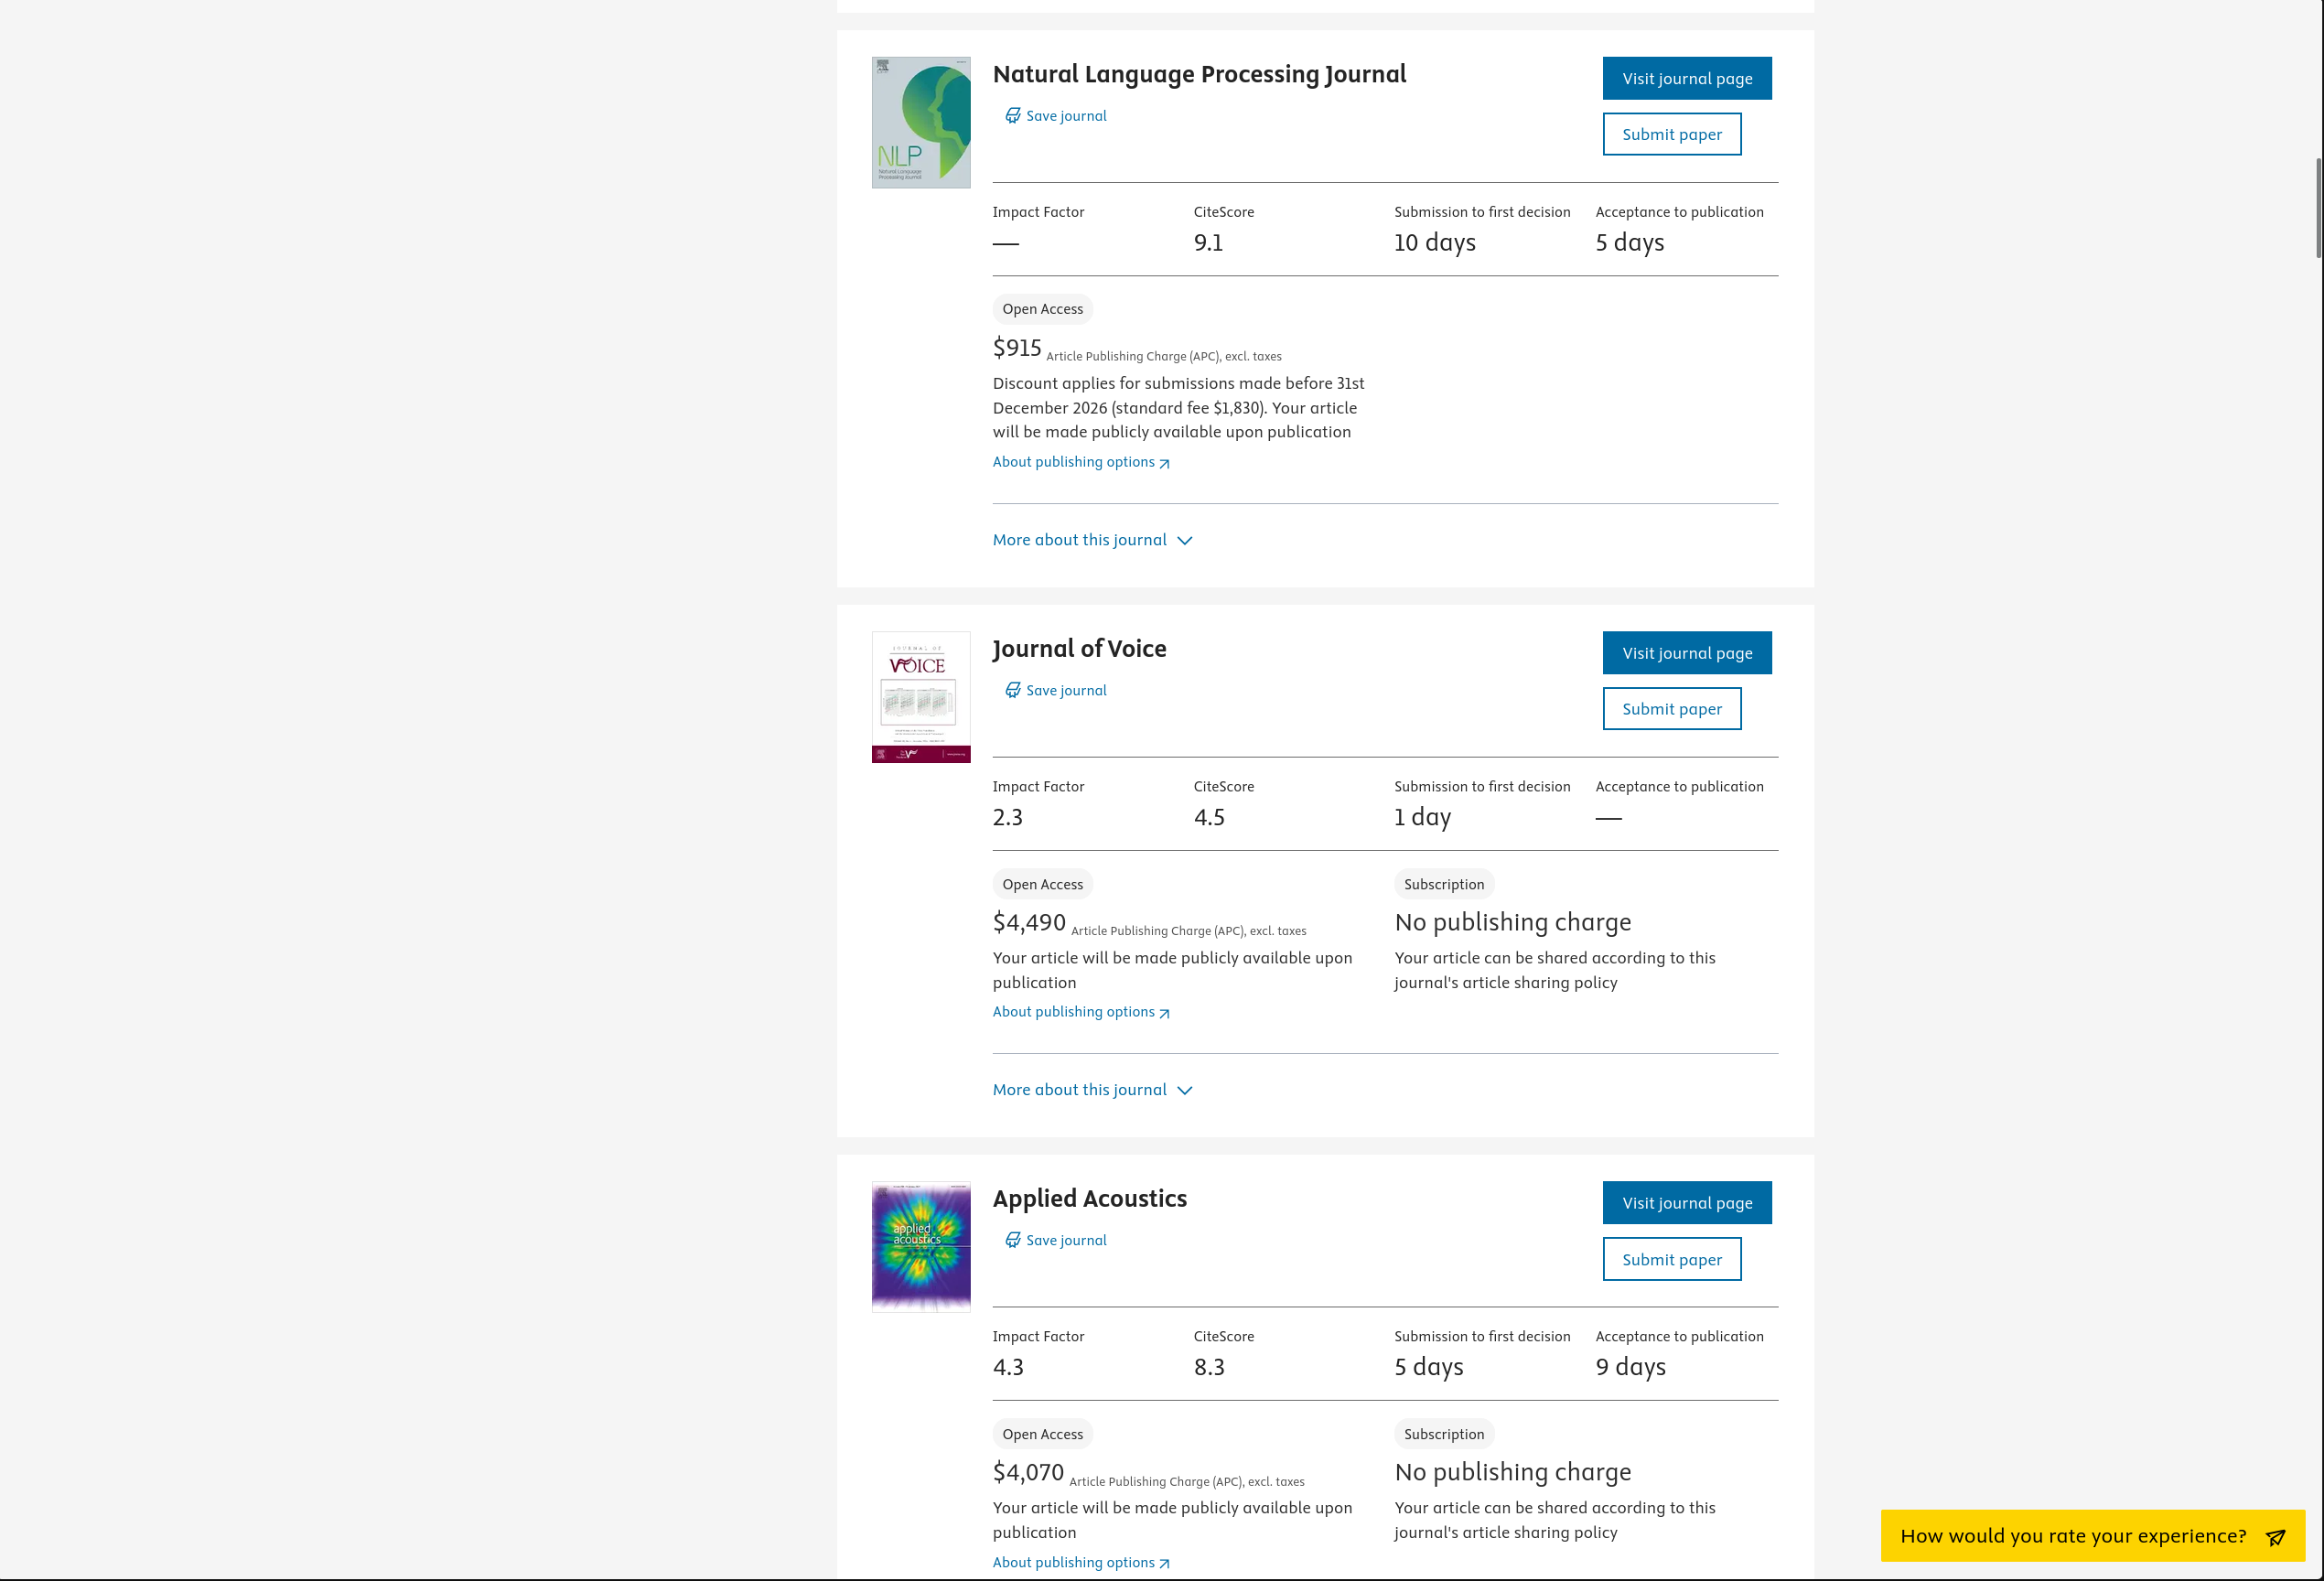 Natural Language Processing Journal
Visit journal page
Save journal
Submit paper
NLP
Natural Language
Processing Journal
Impact Factor CiteScore Submission to first decision Acceptance to publication
— 9.1 10 days 5 days
Open Access
$915 Article Publishing Charge (APC), excl. taxes
Discount applies for submissions made before 31st
December 2026 (standard fee $1,830). Your article
will be made publicly available upon publication
About publishing options
More about this journal
JOURNAL OF
VOICE
Journal of Voice
Visit journal page
Save journal
Submit paper
Impact Factor CiteScore Submission to first decision Acceptance to publication
2.3 4.5 1 day —
Open Access Subscription
$4,490 Article Publishing Charge (APC), excl. taxes No publishing charge
Your article will be made publicly available upon Your article can be shared according to this
publication journal's article sharing policy
About publishing options
More about this journal
applied
acoustics
Applied Acoustics
Visit journal page
Save journal
Submit paper
Impact Factor CiteScore Submission to first decision Acceptance to publication
4.3 8.3 5 days 9 days
Open Access Subscription
$4,070 Article Publishing Charge (APC), excl. taxes No publishing charge
Your article will be made publicly available upon Your article can be shared according to this
publication journal's article sharing policy
About publishing options
How would you rate your experience?